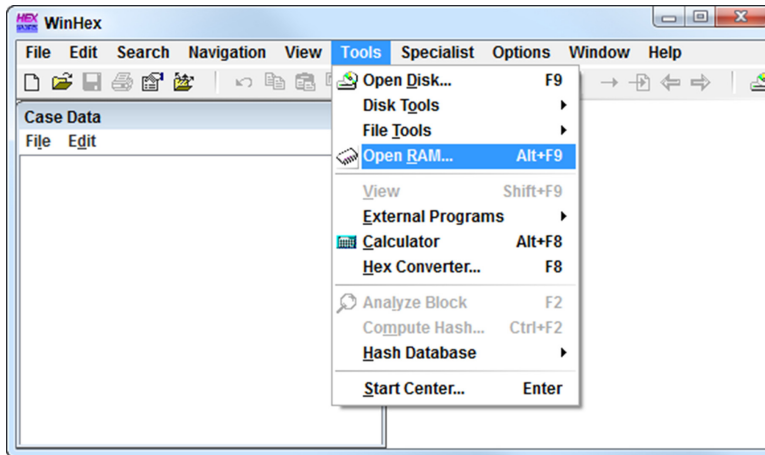 HEX
WinHex
File Edit Search Navigation View Tools Specialist Options Window Help
Case Data
File Edit
Open Disk... F9
Disk Tools
File Tools
Open RAM... Alt+F9
View Shift+F9
External Programs
Calculator Alt+F8
Hex Converter... F8
Analyze Block F2
Compute Hash... Ctrl+F2
Hash Database
Start Center... Enter